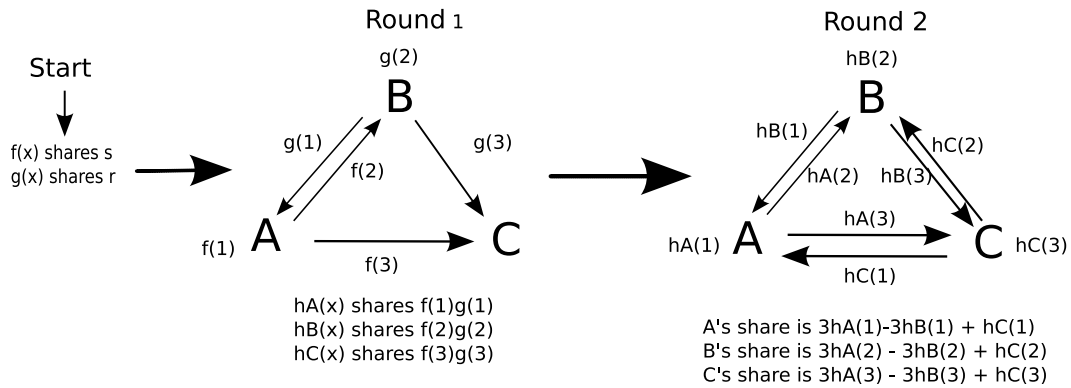 Start
f(x) shares s
g(x) shares r
Round 1
g(2)
B
g(1)
f(2)
g(3)
f(1)
A
C
f(3)
hA(x) shares f(1)g(1)
hB(x) shares f(2)g(2)
hC(x) shares f(3)g(3)
Round 2
hB(2)
B
hB(1)
hA(2)
hB(3)
hC(2)
hA(1)
A
hA(3)
hC(1)
C
hC(3)
A's share is 3hA(1)-3hB(1) + hC(1)
B's share is 3hA(2) - 3hB(2) + hC(2)
C's share is 3hA(3) - 3hB(3) + hC(3)